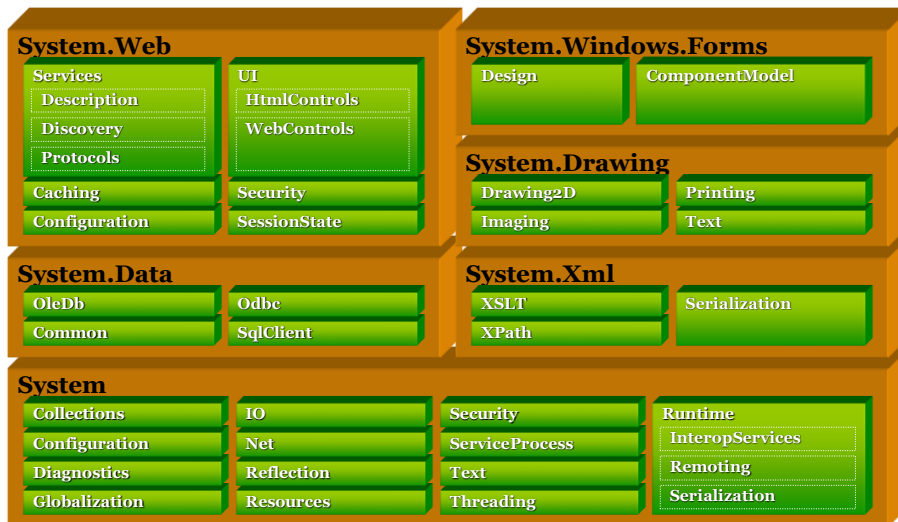 System.Web
Services
Description
Discovery
Protocols
Caching
Configuration
UI
HtmlControls
WebControls
Security
SessionState
System.Windows.Forms
Design
ComponentModel
System.Drawing
Drawing2D
Imaging
Printing
Text
System.Data
OleDb
Common
Odbc
SqlClient
System.Xml
XSLT
XPath
Serialization
System
Collections
Configuration
Diagnostics
Globalization
IO
Net
Reflection
Resources
Security
ServiceProcess
Text
Threading
Runtime
InteropServices
Remoting
Serialization